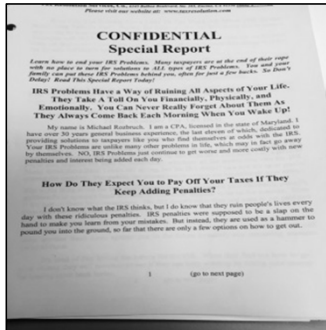 Please visit our website at: www.taxresolution.com
CONFIDENTIAL
Special Report
Learn how to end your IRS Problems. Many taxpayers are at the end of their rope
with no place to turn for solutions to ALL types of IRS Problems. You and your
family can put these IRS Problems behind you, often for just a few bucks. So Don't
Delay! Read This Special Report Today!
IRS Problems Have a Way of Ruining All Aspects of Your Life.
They Take A Toll On You Financially, Physically, and
Emotionally. You Can Never Really Forget About Them As
They Always Come Back Each Morning When You Wake Up!
My name is Michael Rozbruch. I am a CPA, licensed in the state of Maryland. I
have over 20 years general business experience, the last eleven of which, dedicated to
providing solutions to taxpayers like you who find themselves at odds with the IRS.
Your IRS Problems are unlike many other problems in life, which may in fact go away
by themselves. NO, IRS Problems just continue to get worse and more costly with new
penalties and interest being added each day.
How Do They Expect You to Pay Off Your Taxes If They
Keep Adding Penalties?
I don't know what the IRS thinks, but I do know that they ruin people's lives every
day with these ridiculous penalties. IRS penalties were supposed to be a slap on the
hand to make you learn from your mistakes. But instead, they are used as a hammer to
pound you into the ground, so far that there are only a few options on how to get out.
1 (go to next page)